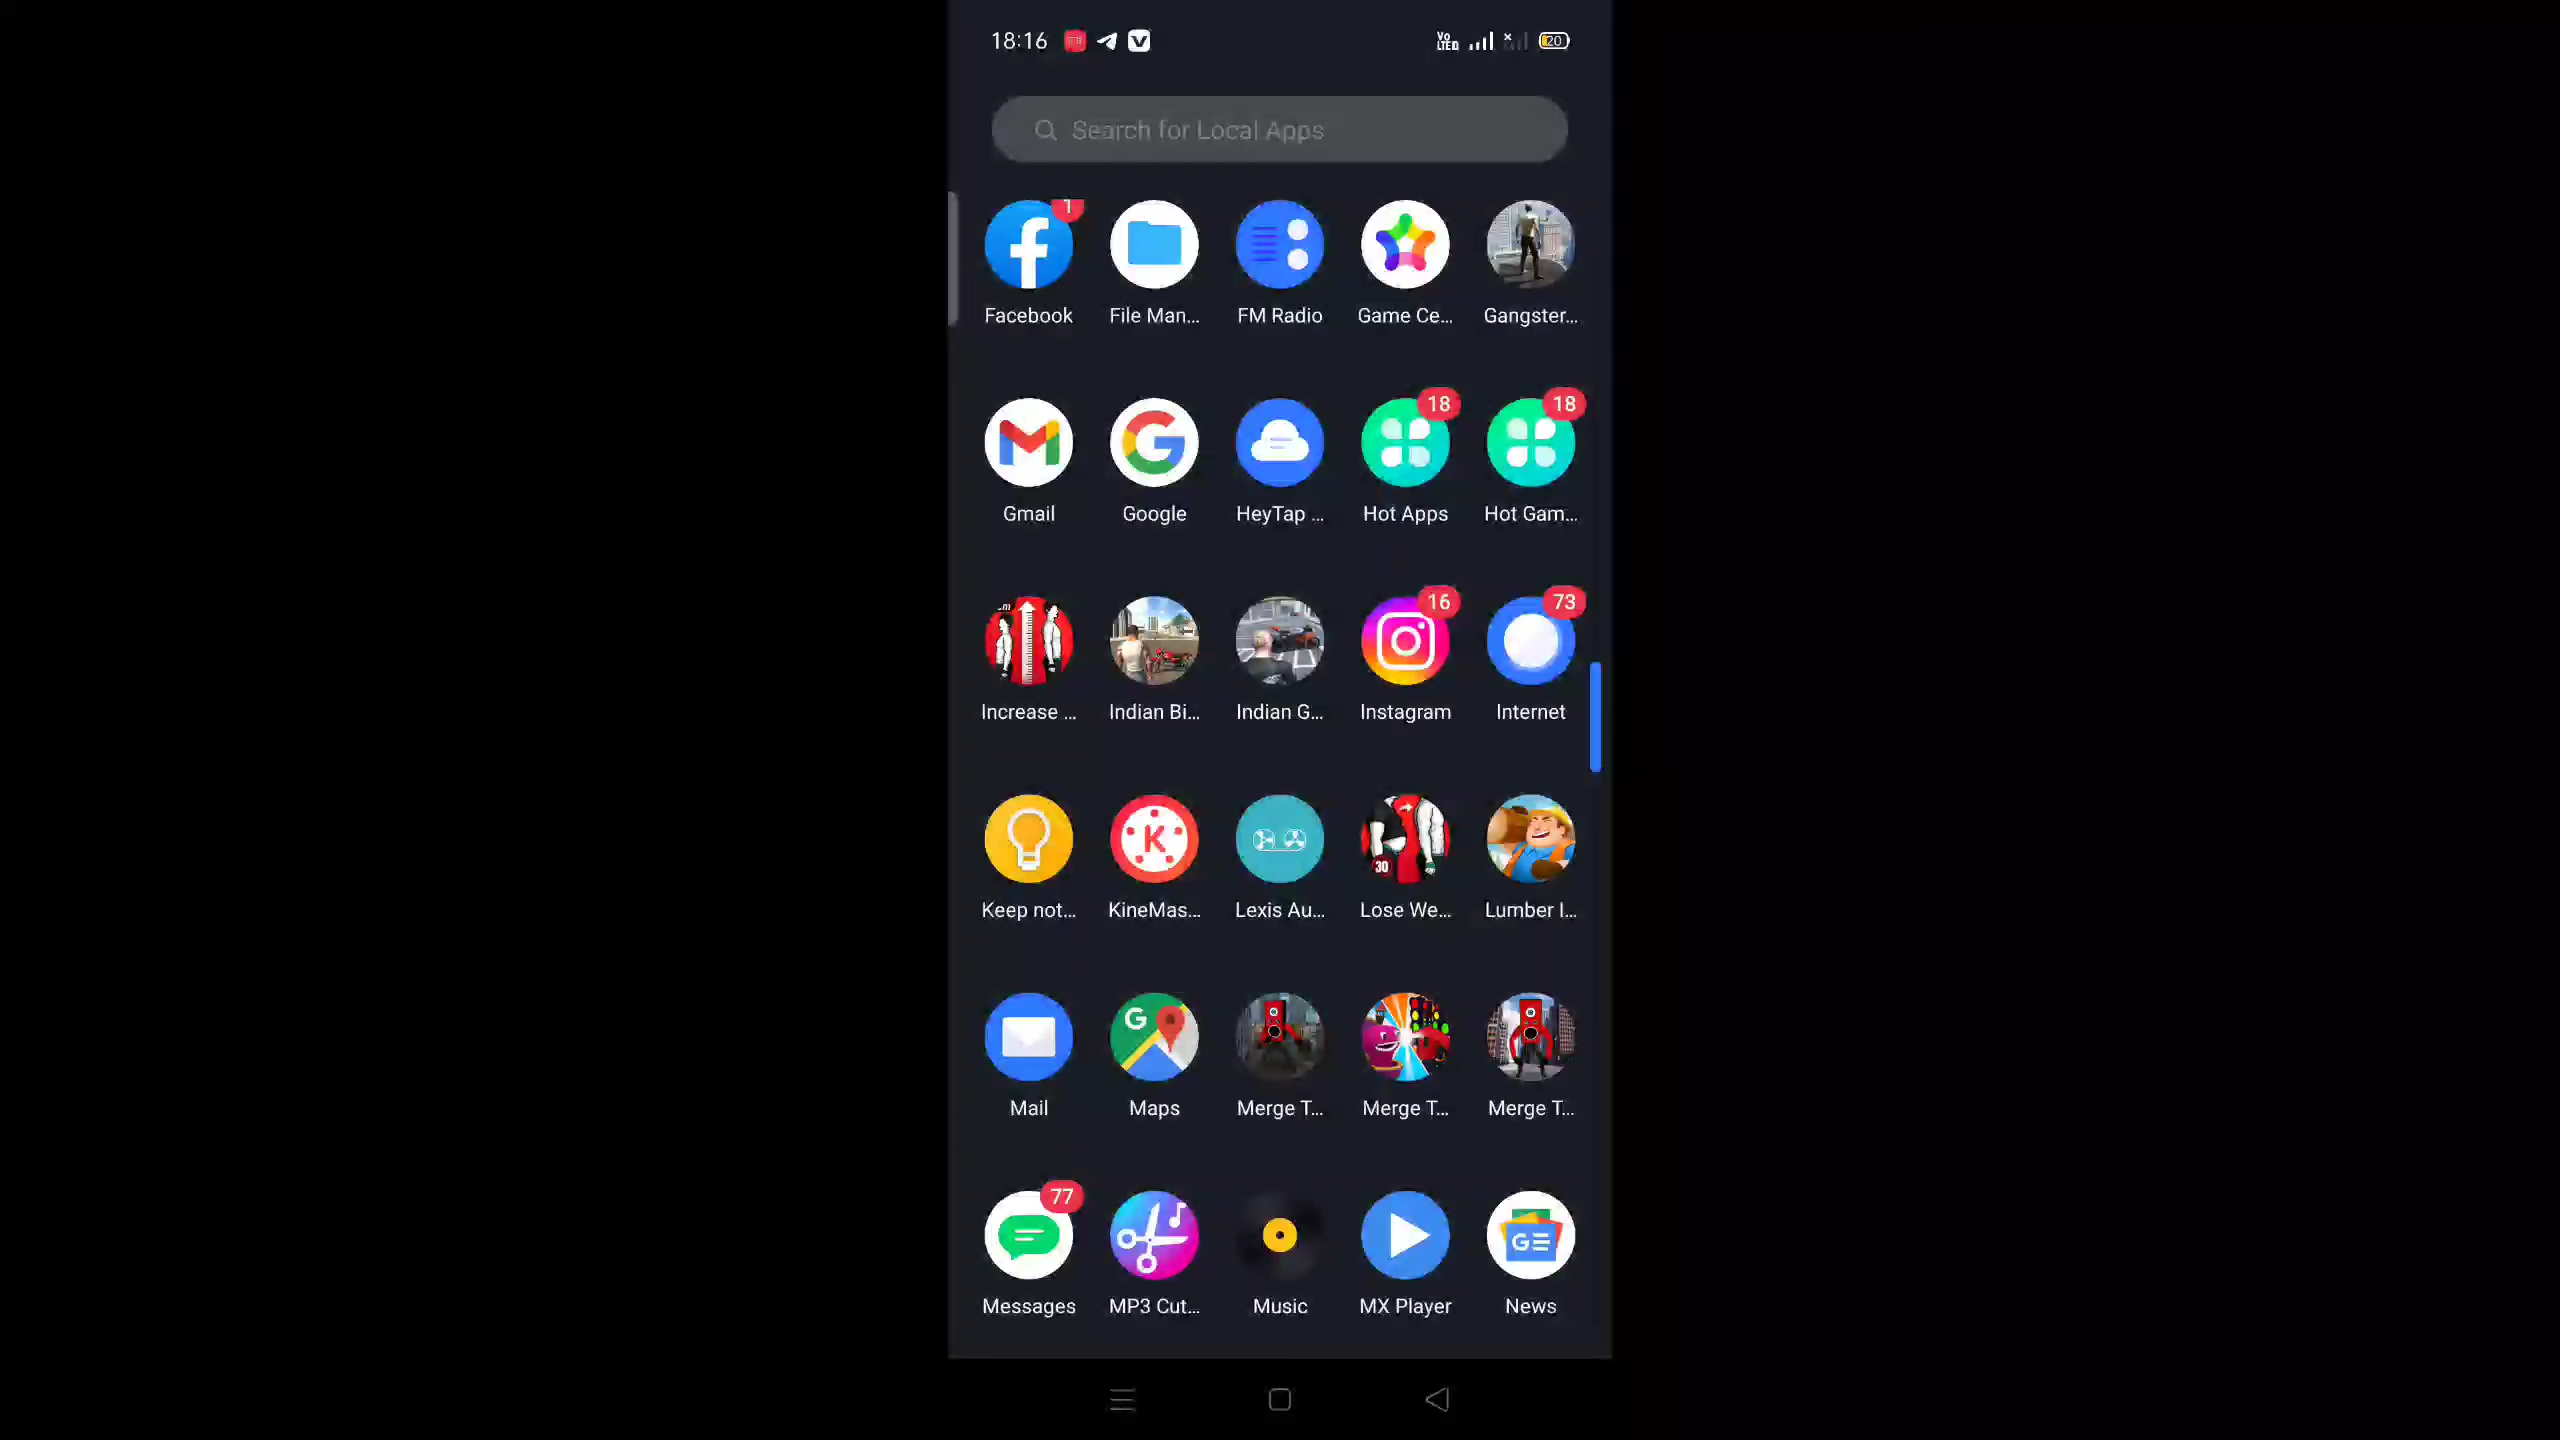 18:16
Vo LTE 20
Search for Local Apps
1
Facebook File Man... FM Radio Game Ce... Gangster...
18 18
Gmail Google HeyTap ... Hot Apps Hot Gam...
16 73
Increase ... Indian Bi... Indian G... Instagram Internet
K 30
Keep not... KineMas... Lexis Au... Lose We... Lumber I...
G
Mail Maps Merge T... Merge T... Merge T...
77
Messages MP3 Cut... Music MX Player News